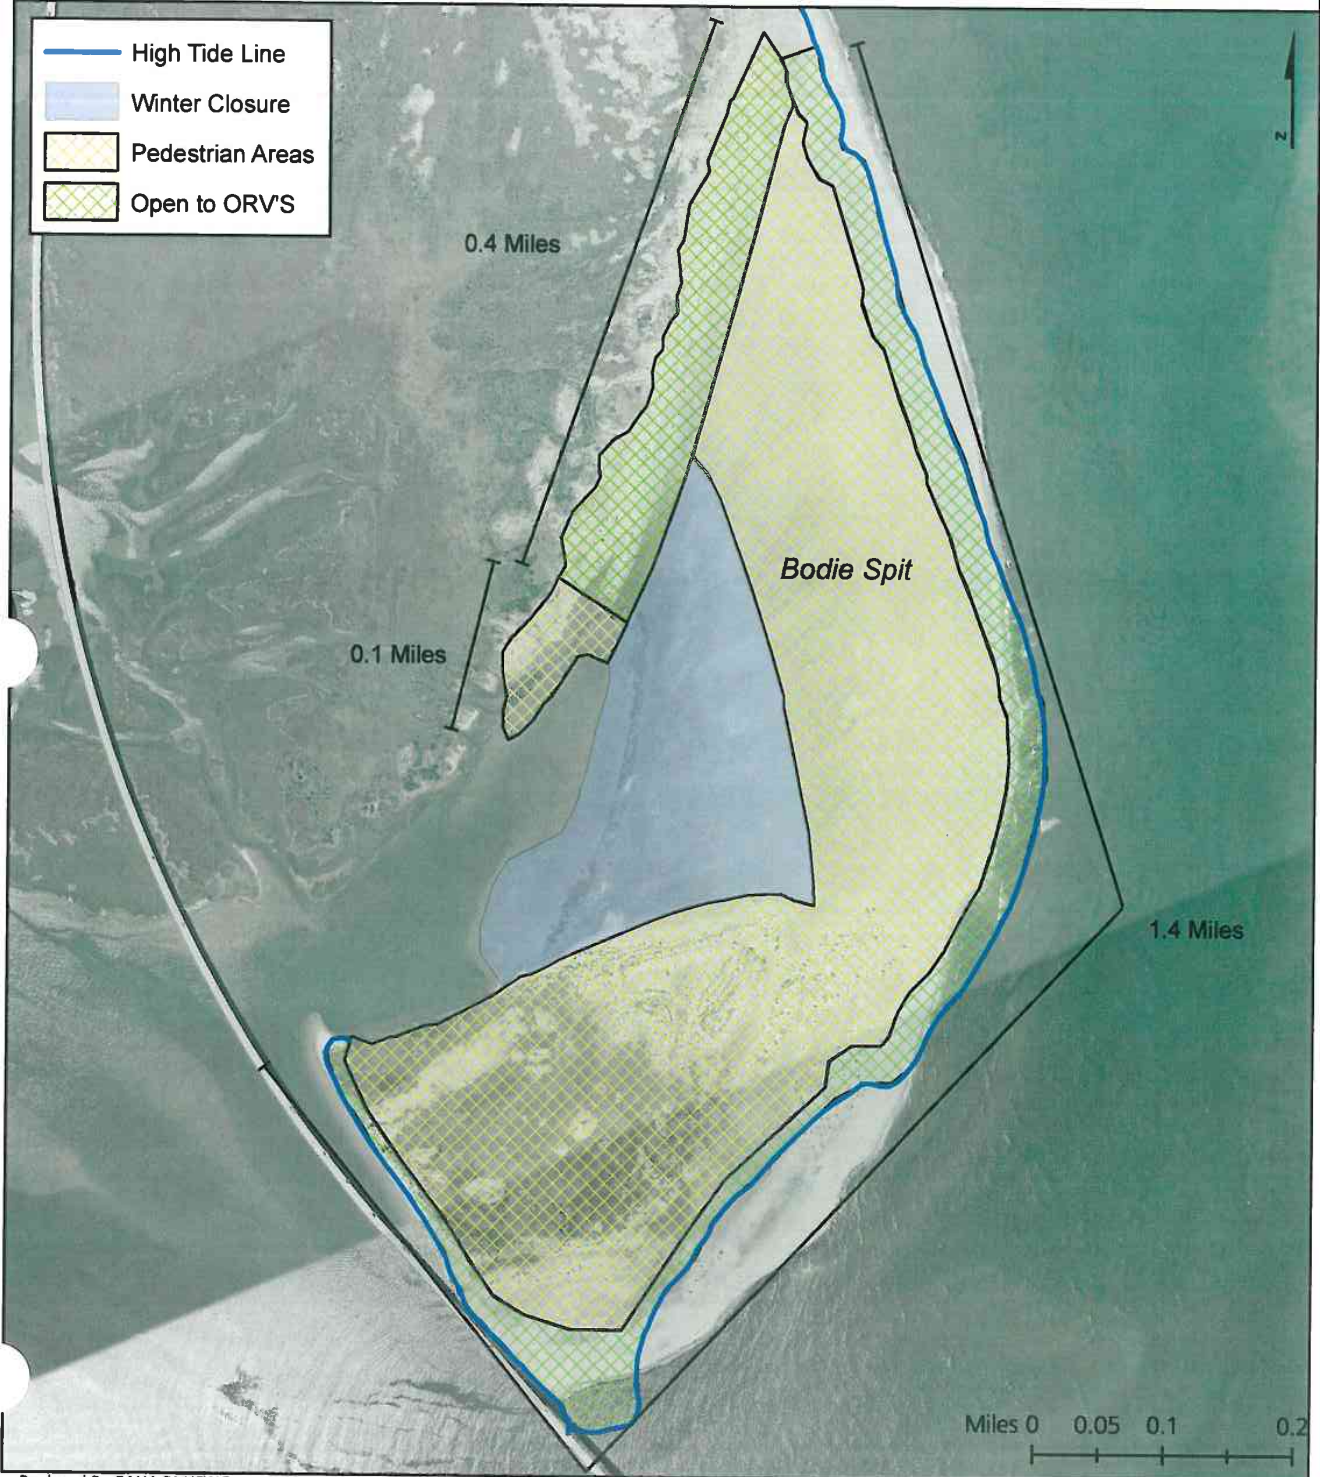 High Tide Line
Winter Closure
Pedestrian Areas
Open to ORV'S
z
0.4 Miles
Bodie Spit
0.1 Miles
1.4 Miles
Miles 0 0.05 0.1 0.2